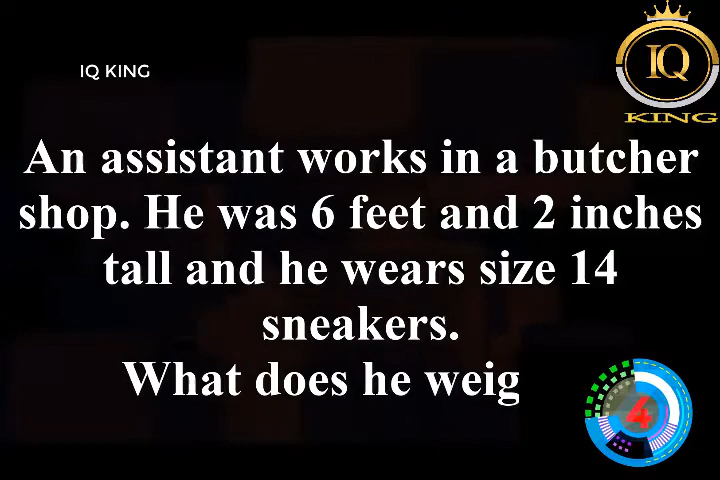 IQ KING
IQ
KING
An assistant works in a butcher
shop. He was 6 feet and 2 inches
tall and he wears size 14
sneakers.
What does he weig
4